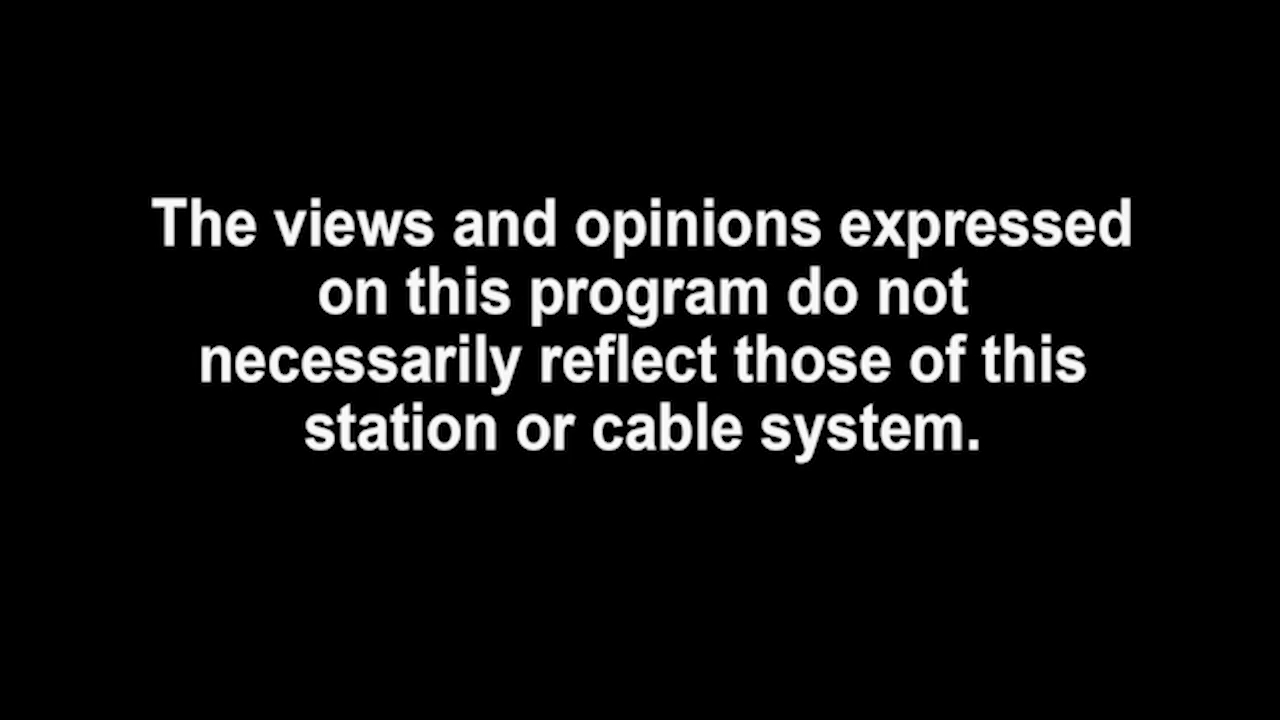 The views and opinions expressed
on this program do not
necessarily reflect those of this
station or cable system.